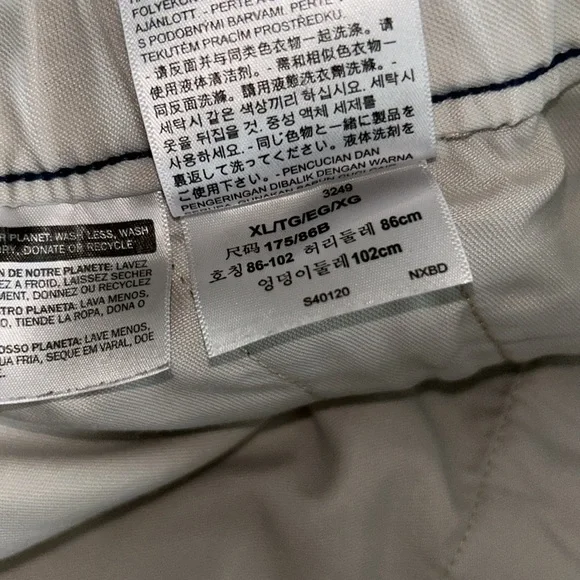 AJÁNLOTT. - PERTE A
S PODOBNÝMI BARVAMI. PERTE V
TEKUTÉM PRACÍM PROSTŘEDKU.
- 请反面并与同类色衣物一起洗涤。请
使用液体清洁剂。- 需和相似色衣物一
同反面洗滌。請用液態洗衣劑洗滌。-
세탁시 같은 색상끼리 하십시오. 세탁시
옷을 뒤집을 것. 중성 액체 세제를
사용하세요. - 同じ色物と一緒に製品を
裏返して洗ってください。液体洗剤を
ご使用下さい。- PENCUCIAN DAN
PENGERINGAN DIBALIK DENGAN WARNA
3249
XL/TG/EG/XG
尺码 175/86B
호칭 86-102 허리둘레 86cm
엉덩이둘레 102cm
S40120
NXBD
PLANET: WASH LESS, WASH
DRY, DONATE OR RECYCLE
DE NOTRE PLANETE: LAVEZ
À FROID, LAISSEZ SECHER
DONNEZ OU RECYCLEZ
PLANETA: LAVA MENOS,
TIENDE LA ROPA, DONA O
PLANETA: LAVE MENOS,
FRIA, SEQUE EM VARAL, DOE